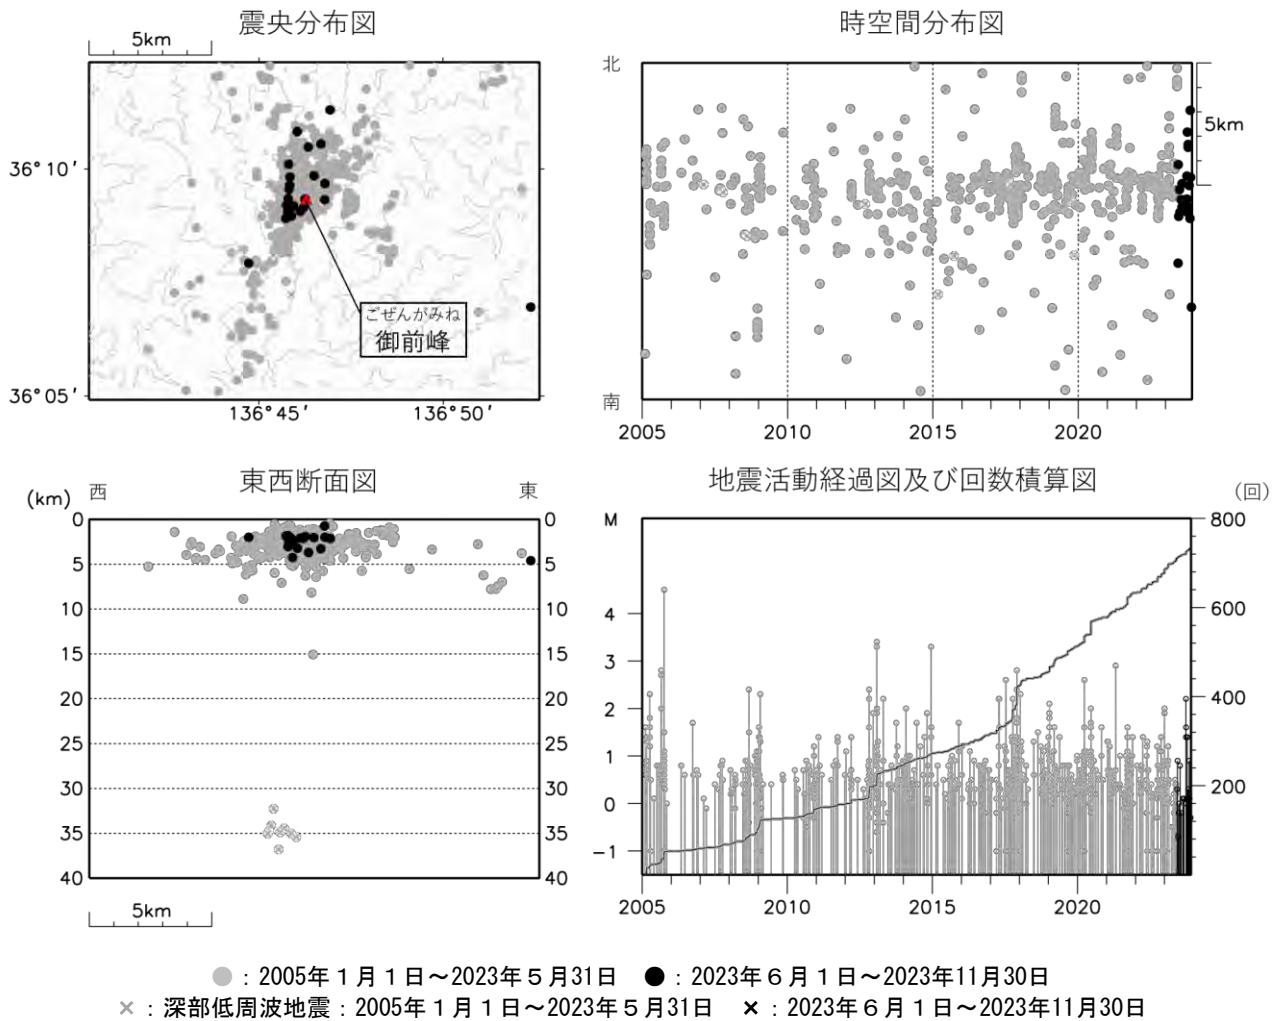 震央分布図
5km
36°10′
36°05′
136°45′
136°50′
ごぜんがみね
御前峰
時空間分布図
北
南
5km
2005
2010
2015
2020
東西断面図
(km)
西
東
0
5
10
15
20
25
30
35
40
0
5
10
15
20
25
30
35
40
5km
地震活動経過図及び回数積算図
(回)
M
4
3
2
1
0
-1
800
600
400
200
2005
2010
2015
2020
：2005年１月１日～2023年５月31日 ：2023年６月１日～2023年11月30日
：深部低周波地震：2005年１月１日～2023年５月31日 ：2023年６月１日～2023年11月30日